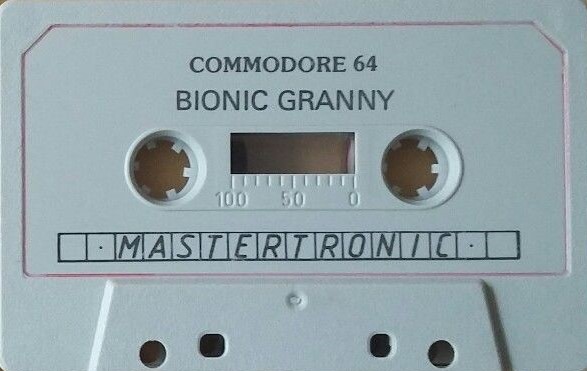 COMMODORE 64
BIONIC GRANNY
100 50 0
·MASTERTRONIC·